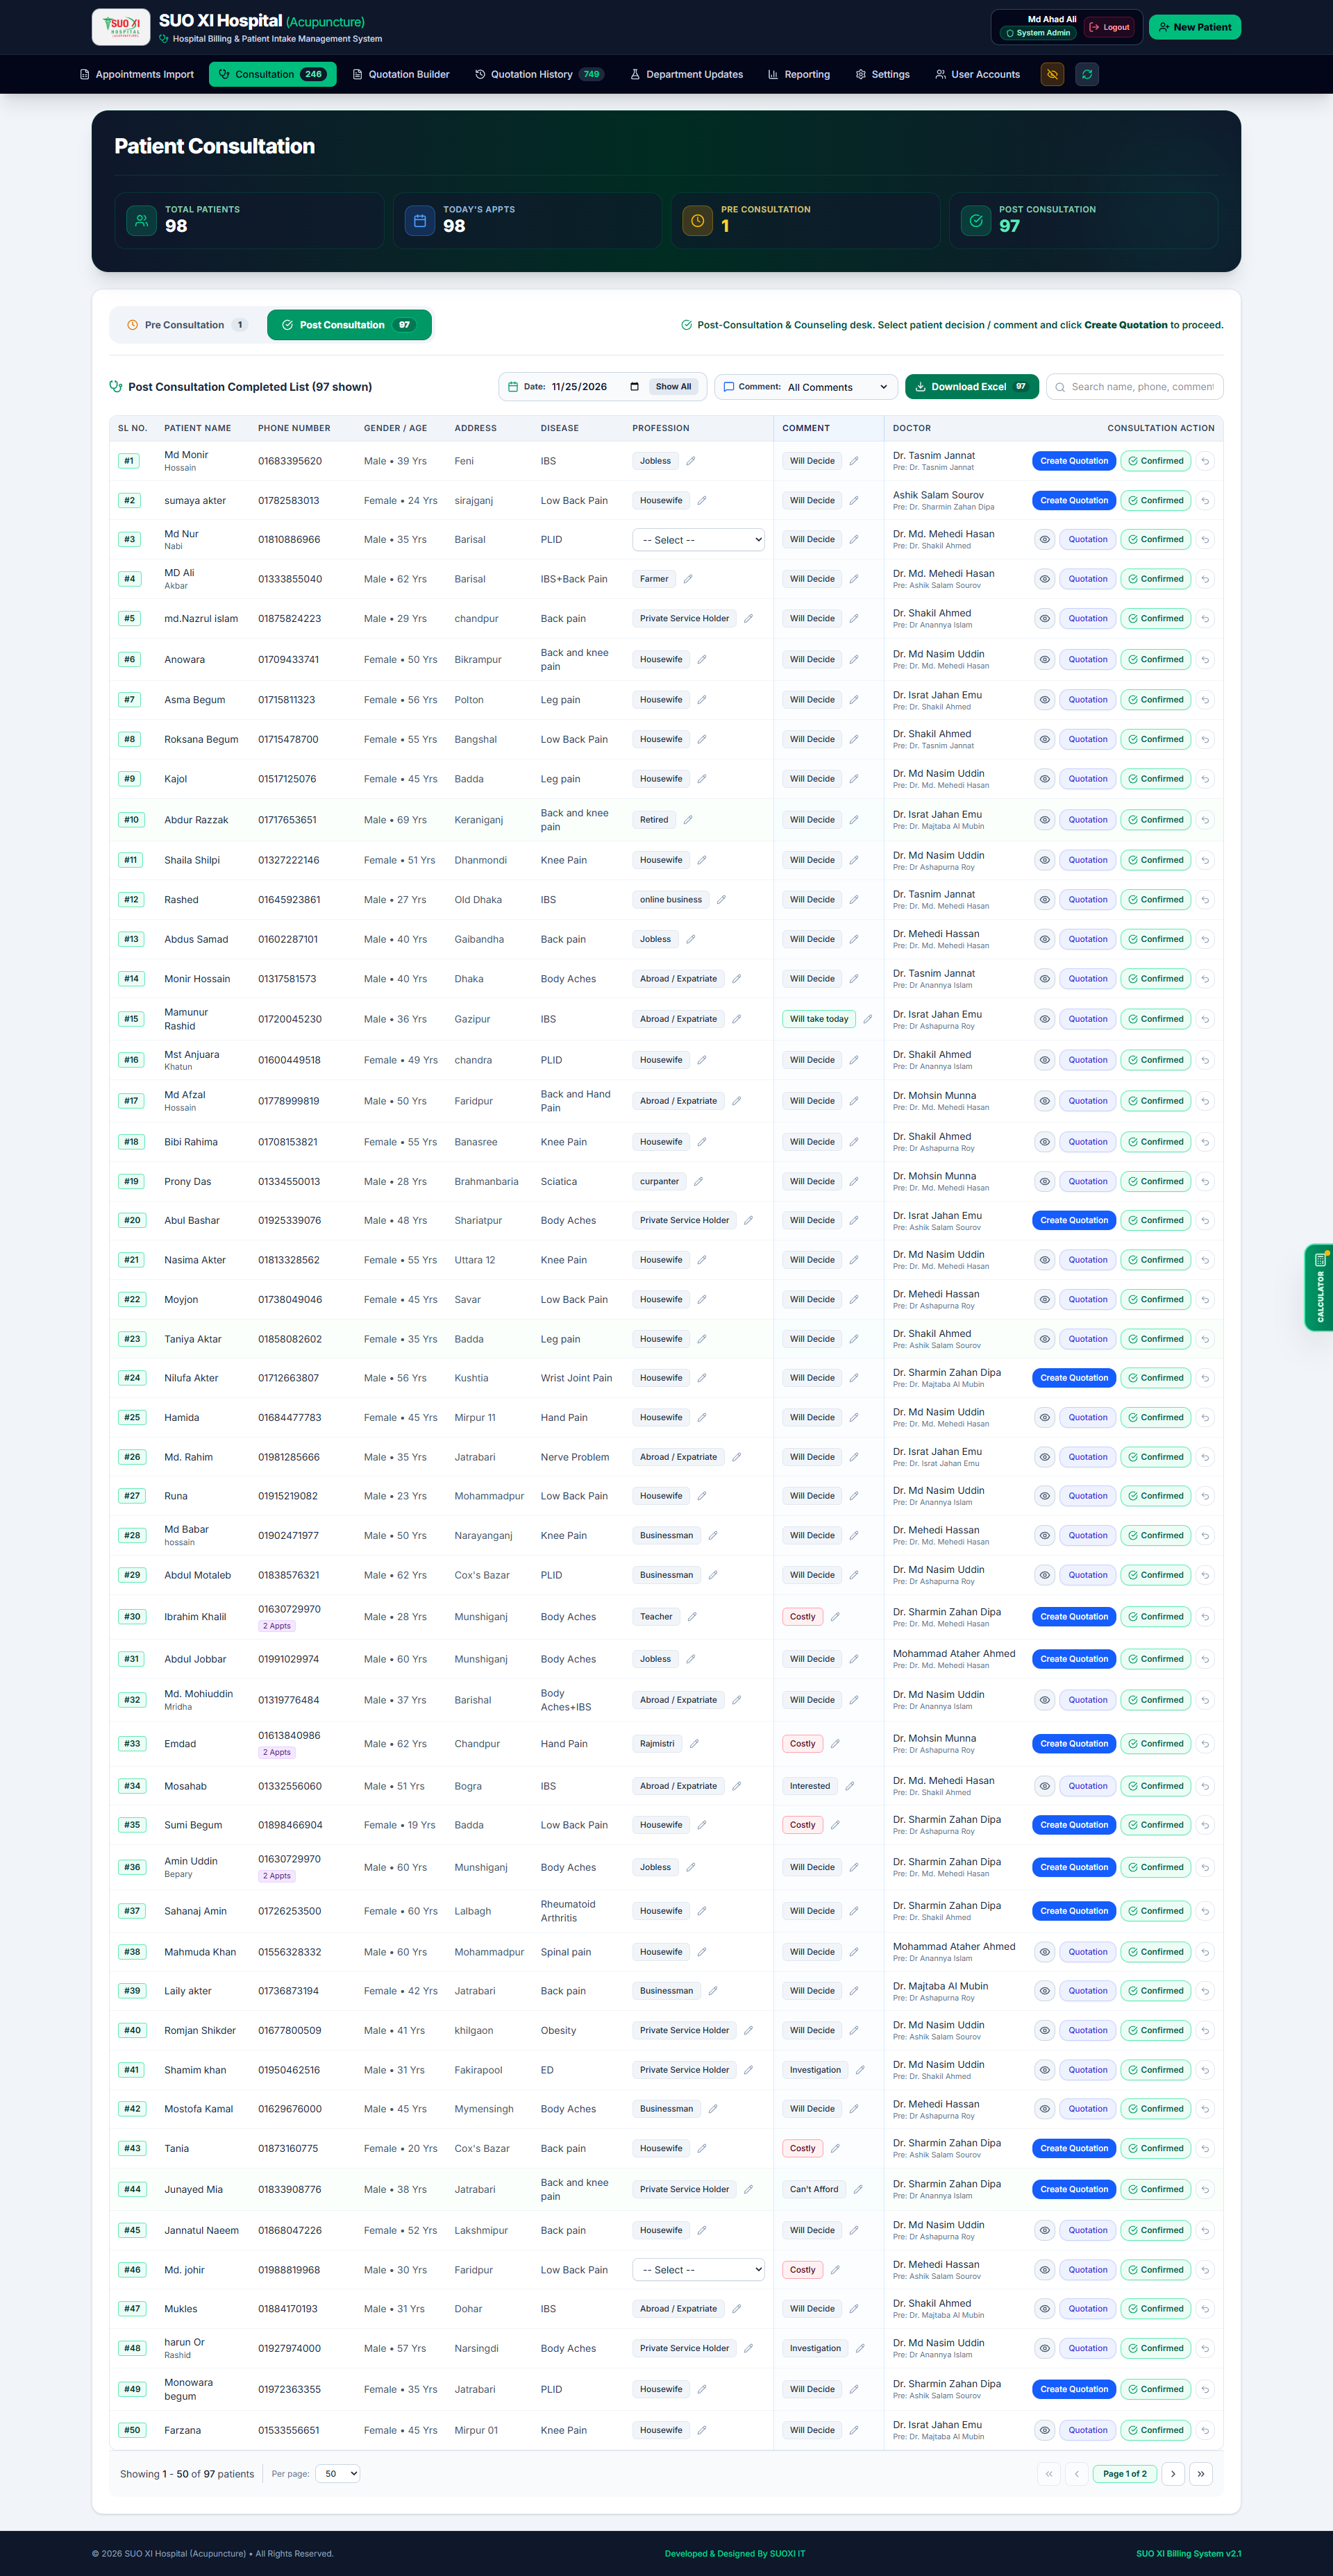 SUO XI
HOSPITAL
(ACUPUNCTURE)
SUO XI Hospital (Acupuncture)
Hospital Billing & Patient Intake Management System
Md Ahad Ali
System Admin
Logout
New Patient
Appointments Import
Consultation 246
Quotation Builder
Quotation History 749
Department Updates
Reporting
Settings
User Accounts
Patient Consultation
TOTAL PATIENTS
98
TODAY'S APPTS
98
PRE CONSULTATION
1
POST CONSULTATION
97
Pre Consultation 1
Post Consultation 97
Post-Consultation & Counseling desk. Select patient decision / comment and click Create Quotation to proceed.
Post Consultation Completed List (97 shown)
Date: 11/25/2026 Show All
Comment: All Comments
Download Excel 97
Search name, phone, comment
SL NO. PATIENT NAME PHONE NUMBER GENDER / AGE ADDRESS DISEASE PROFESSION COMMENT DOCTOR CONSULTATION ACTION
#1 Md Monir Hossain 01683395620 Male • 39 Yrs Feni IBS Jobless Will Decide Dr. Tasnim Jannat Pre: Dr. Tasnim Jannat Create Quotation Confirmed
#2 sumaya akter 01782583013 Female • 24 Yrs sirajganj Low Back Pain Housewife Will Decide Ashik Salam Sourov Pre: Dr. Sharmin Zahan Dipa Create Quotation Confirmed
#3 Md Nur Nabi 01810886966 Male • 35 Yrs Barisal PLID -- Select -- Will Decide Dr. Md. Mehedi Hasan Pre: Dr. Shakil Ahmed Quotation Confirmed
#4 MD Ali Akbar 01333855040 Male • 62 Yrs Barisal IBS+Back Pain Farmer Will Decide Dr. Md. Mehedi Hasan Pre: Ashik Salam Sourov Quotation Confirmed
#5 md.Nazrul islam 01875824223 Male • 29 Yrs chandpur Back pain Private Service Holder Will Decide Dr. Shakil Ahmed Pre: Dr Anannya Islam Quotation Confirmed
#6 Anowara 01709433741 Female • 50 Yrs Bikrampur Back and knee pain Housewife Will Decide Dr. Md Nasim Uddin Pre: Dr. Md. Mehedi Hasan Quotation Confirmed
#7 Asma Begum 01715811323 Female • 56 Yrs Polton Leg pain Housewife Will Decide Dr. Israt Jahan Emu Pre: Dr. Shakil Ahmed Quotation Confirmed
#8 Roksana Begum 01715478700 Female • 55 Yrs Bangshal Low Back Pain Housewife Will Decide Dr. Shakil Ahmed Pre: Dr. Tasnim Jannat Quotation Confirmed
#9 Kajol 01517125076 Female • 45 Yrs Badda Leg pain Housewife Will Decide Dr. Md Nasim Uddin Pre: Dr. Md. Mehedi Hasan Quotation Confirmed
#10 Abdur Razzak 01717653651 Male • 69 Yrs Keraniganj Back and knee pain Retired Will Decide Dr. Israt Jahan Emu Pre: Dr. Majtaba Al Mubin Quotation Confirmed
#11 Shaila Shilpi 01327222146 Female • 51 Yrs Dhanmondi Knee Pain Housewife Will Decide Dr. Md Nasim Uddin Pre: Dr Ashapurna Roy Quotation Confirmed
#12 Rashed 01645923861 Male • 27 Yrs Old Dhaka IBS online business Will Decide Dr. Tasnim Jannat Pre: Dr. Md. Mehedi Hasan Quotation Confirmed
#13 Abdus Samad 01602287101 Male • 40 Yrs Gaibandha Back pain Jobless Will Decide Dr. Mehedi Hassan Pre: Dr. Md. Mehedi Hasan Quotation Confirmed
#14 Monir Hossain 01317581573 Male • 40 Yrs Dhaka Body Aches Abroad / Expatriate Will Decide Dr. Tasnim Jannat Pre: Dr Anannya Islam Quotation Confirmed
#15 Mamunur Rashid 01720045230 Male • 36 Yrs Gazipur IBS Abroad / Expatriate Will take today Dr. Israt Jahan Emu Pre: Dr Ashapurna Roy Quotation Confirmed
#16 Mst Anjuara Khatun 01600449518 Female • 49 Yrs chandra PLID Housewife Will Decide Dr. Shakil Ahmed Pre: Dr Anannya Islam Quotation Confirmed
#17 Md Afzal Hossain 01778999819 Male • 50 Yrs Faridpur Back and Hand Pain Abroad / Expatriate Will Decide Dr. Mohsin Munna Pre: Dr. Md. Mehedi Hasan Quotation Confirmed
#18 Bibi Rahima 01708153821 Female • 55 Yrs Banasree Knee Pain Housewife Will Decide Dr. Shakil Ahmed Pre: Dr Ashapurna Roy Quotation Confirmed
#19 Prony Das 01334550013 Male • 28 Yrs Brahmanbaria Sciatica curpanter Will Decide Dr. Mohsin Munna Pre: Dr. Md. Mehedi Hasan Quotation Confirmed
#20 Abul Bashar 01925339076 Male • 48 Yrs Shariatpur Body Aches Private Service Holder Will Decide Dr. Israt Jahan Emu Pre: Ashik Salam Sourov Create Quotation Confirmed
#21 Nasima Akter 01813328562 Female • 55 Yrs Uttara 12 Knee Pain Housewife Will Decide Dr. Md Nasim Uddin Pre: Dr. Md. Mehedi Hasan Quotation Confirmed
#22 Moyjon 01738049046 Female • 45 Yrs Savar Low Back Pain Housewife Will Decide Dr. Mehedi Hassan Pre: Dr Ashapurna Roy Quotation Confirmed
#23 Taniya Aktar 01858082602 Female • 35 Yrs Badda Leg pain Housewife Will Decide Dr. Shakil Ahmed Pre: Ashik Salam Sourov Quotation Confirmed
#24 Nilufa Akter 01712663807 Male • 56 Yrs Kushtia Wrist Joint Pain Housewife Will Decide Dr. Sharmin Zahan Dipa Pre: Dr. Majtaba Al Mubin Create Quotation Confirmed
#25 Hamida 01684477783 Female • 45 Yrs Mirpur 11 Hand Pain Housewife Will Decide Dr. Md Nasim Uddin Pre: Dr. Md. Mehedi Hasan Quotation Confirmed
#26 Md. Rahim 01981285666 Male • 35 Yrs Jatrabari Nerve Problem Abroad / Expatriate Will Decide Dr. Israt Jahan Emu Pre: Dr. Israt Jahan Emu Quotation Confirmed
#27 Runa 01915219082 Male • 23 Yrs Mohammadpur Low Back Pain Housewife Will Decide Dr. Md Nasim Uddin Pre: Dr Anannya Islam Quotation Confirmed
#28 Md Babar hossain 01902471977 Male • 50 Yrs Narayanganj Knee Pain Businessman Will Decide Dr. Mehedi Hassan Pre: Dr. Md. Mehedi Hasan Quotation Confirmed
#29 Abdul Motaleb 01838576321 Male • 62 Yrs Cox's Bazar PLID Businessman Will Decide Dr. Md Nasim Uddin Pre: Dr Ashapurna Roy Quotation Confirmed
#30 Ibrahim Khalil 01630729970 2 Appts Male • 28 Yrs Munshiganj Body Aches Teacher Costly Dr. Sharmin Zahan Dipa Pre: Dr. Md. Mehedi Hasan Create Quotation Confirmed
#31 Abdul Jobbar 01991029974 Male • 60 Yrs Munshiganj Body Aches Jobless Will Decide Mohammad Ataher Ahmed Pre: Dr. Md. Mehedi Hasan Create Quotation Confirmed
#32 Md. Mohiuddin Mridha 01319776484 Male • 37 Yrs Barishal Body Aches+IBS Abroad / Expatriate Will Decide Dr. Md Nasim Uddin Pre: Dr Anannya Islam Quotation Confirmed
#33 Emdad 01613840986 2 Appts Male • 62 Yrs Chandpur Hand Pain Rajmistri Costly Dr. Mohsin Munna Pre: Dr Ashapurna Roy Create Quotation Confirmed
#34 Mosahab 01332556060 Male • 51 Yrs Bogra IBS Abroad / Expatriate Interested Dr. Md. Mehedi Hasan Pre: Dr. Shakil Ahmed Quotation Confirmed
#35 Sumi Begum 01898466904 Female • 19 Yrs Badda Low Back Pain Housewife Costly Dr. Sharmin Zahan Dipa Pre: Dr Ashapurna Roy Create Quotation Confirmed
#36 Amin Uddin Bepary 01630729970 2 Appts Male • 60 Yrs Munshiganj Body Aches Jobless Will Decide Dr. Sharmin Zahan Dipa Pre: Dr. Md. Mehedi Hasan Create Quotation Confirmed
#37 Sahanaj Amin 01726253500 Female • 60 Yrs Lalbagh Rheumatoid Arthritis Housewife Will Decide Dr. Sharmin Zahan Dipa Pre: Dr. Shakil Ahmed Create Quotation Confirmed
#38 Mahmuda Khan 01556328332 Male • 60 Yrs Mohammadpur Spinal pain Housewife Will Decide Mohammad Ataher Ahmed Pre: Dr Anannya Islam Quotation Confirmed
#39 Laily akter 01736873194 Female • 42 Yrs Jatrabari Back pain Businessman Will Decide Dr. Majtaba Al Mubin Pre: Dr Ashapurna Roy Quotation Confirmed
#40 Romjan Shikder 01677800509 Male • 41 Yrs khilgaon Obesity Private Service Holder Will Decide Dr. Md Nasim Uddin Pre: Ashik Salam Sourov Quotation Confirmed
#41 Shamim khan 01950462516 Male • 31 Yrs Fakirapool ED Private Service Holder Investigation Dr. Md Nasim Uddin Pre: Dr. Shakil Ahmed Quotation Confirmed
#42 Mostofa Kamal 01629676000 Male • 45 Yrs Mymensingh Body Aches Businessman Will Decide Dr. Mehedi Hassan Pre: Dr Ashapurna Roy Quotation Confirmed
#43 Tania 01873160775 Female • 20 Yrs Cox's Bazar Back pain Housewife Costly Dr. Sharmin Zahan Dipa Pre: Ashik Salam Sourov Create Quotation Confirmed
#44 Junayed Mia 01833908776 Male • 38 Yrs Jatrabari Back and knee pain Private Service Holder Can't Afford Dr. Sharmin Zahan Dipa Pre: Dr Anannya Islam Create Quotation Confirmed
#45 Jannatul Naeem 01868047226 Female • 52 Yrs Lakshmipur Back pain Housewife Will Decide Dr. Md Nasim Uddin Pre: Dr Ashapurna Roy Quotation Confirmed
#46 Md. johir 01988819968 Male • 30 Yrs Faridpur Low Back Pain -- Select -- Costly Dr. Mehedi Hassan Pre: Ashik Salam Sourov Quotation Confirmed
#47 Mukles 01884170193 Male • 31 Yrs Dohar IBS Abroad / Expatriate Will Decide Dr. Shakil Ahmed Pre: Dr. Majtaba Al Mubin Quotation Confirmed
#48 harun Or Rashid 01927974000 Male • 57 Yrs Narsingdi Body Aches Private Service Holder Investigation Dr. Md Nasim Uddin Pre: Dr Anannya Islam Quotation Confirmed
#49 Monowara begum 01972363355 Female • 35 Yrs Jatrabari PLID Housewife Will Decide Dr. Sharmin Zahan Dipa Pre: Ashik Salam Sourov Create Quotation Confirmed
#50 Farzana 01533556651 Female • 45 Yrs Mirpur 01 Knee Pain Housewife Will Decide Dr. Israt Jahan Emu Pre: Dr. Majtaba Al Mubin Quotation Confirmed
CALCULATOR
Showing 1 - 50 of 97 patients Per page: 50
Page 1 of 2
© 2026 SUO XI Hospital (Acupuncture) • All Rights Reserved.
Developed & Designed By SUOXI IT
SUO XI Billing System v2.1